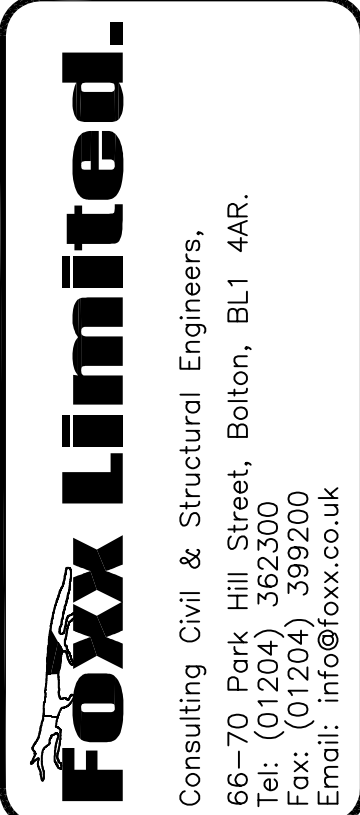 Foxx Limited.
Consulting Civil & Structural Engineers,
66-70 Park Hill Street, Bolton, BL1 4AR.
Tel: (01204) 362300
Fax: (01204) 399200
Email: info@foxx.co.uk